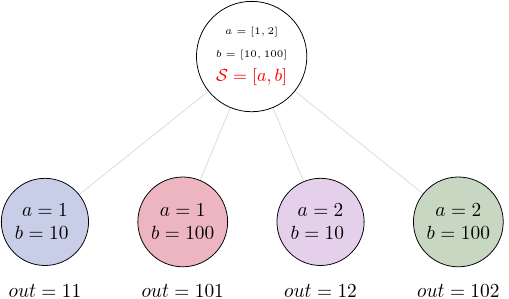 a = [1, 2]
b = [10, 100]
𝒮 = [a, b]
a = 1
b = 10
a = 1
b = 100
a = 2
b = 10
a = 2
b = 100
out = 11
out = 101
out = 12
out = 102